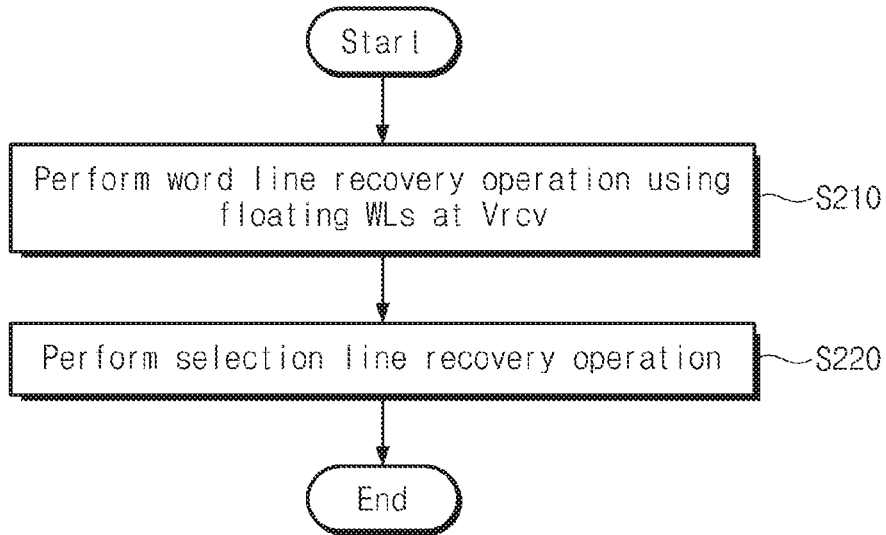 Start
Perform word line recovery operation using
floating WLs at Vrcv
S210
Perform selection line recovery operation
S220
End